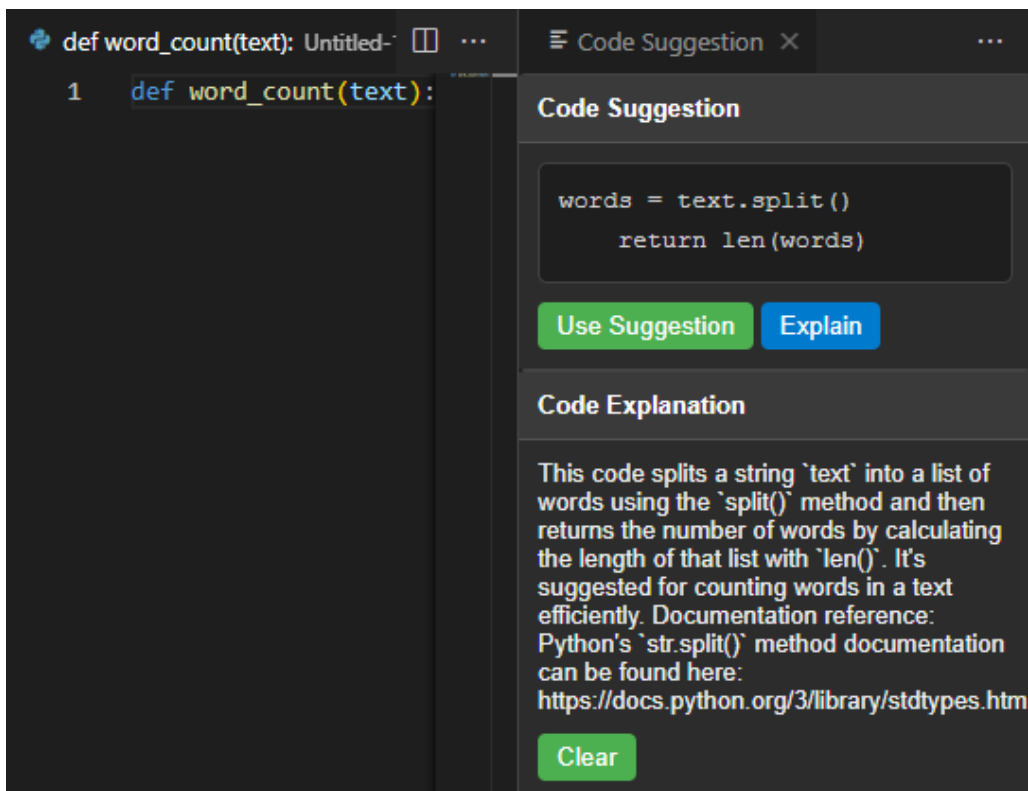 def word_count(text): Untitled-
Code Suggestion
1 def word_count(text):
Code Suggestion
words = text.split()
    return len(words)
Use Suggestion Explain
Code Explanation
This code splits a string `text` into a list of
words using the `split()` method and then
returns the number of words by calculating
the length of that list with `len()`. It's
suggested for counting words in a text
efficiently. Documentation reference:
Python's `str.split()` method documentation
can be found here:
https://docs.python.org/3/library/stdtypes.htm
Clear